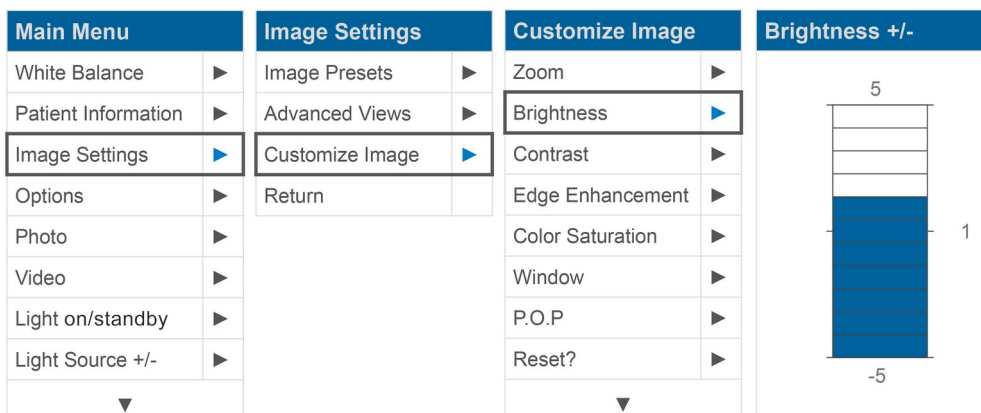 Main Menu
White Balance
Patient Information
Image Settings
Options
Photo
Video
Light on/standby
Light Source +/-
Image Settings
Image Presets
Advanced Views
Customize Image
Return
Customize Image
Zoom
Brightness
Contrast
Edge Enhancement
Color Saturation
Window
P.O.P
Reset?
Brightness +/-
5
1
-5